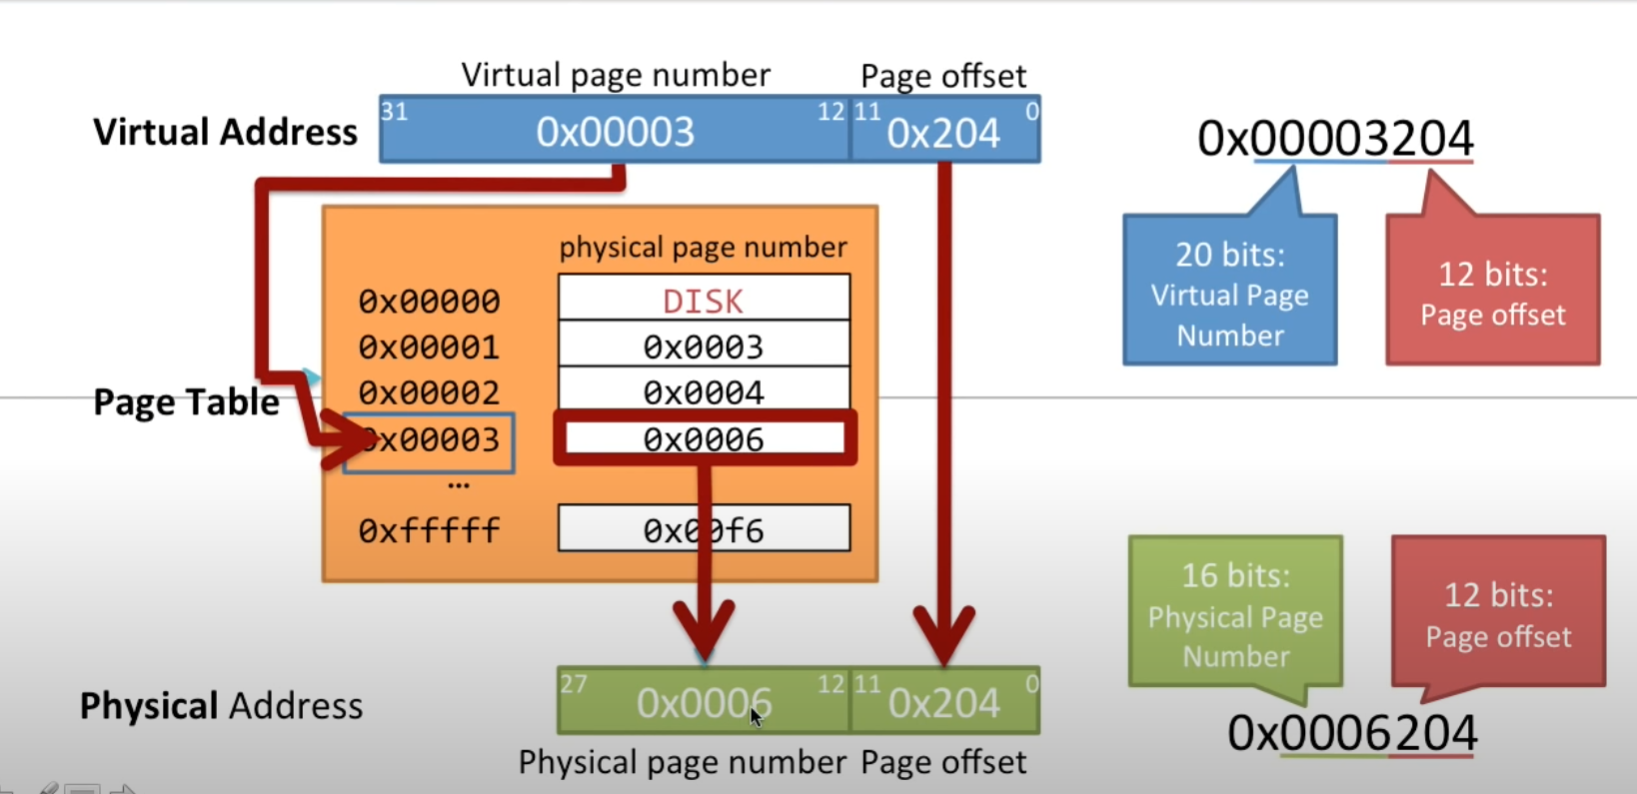 Virtual page number
Page offset
Virtual Address
31
0x00003
12
11
0x204
0
0x00003204
20 bits:
Virtual Page
Number
12 bits:
Page offset
physical page number
0x00000
DISK
0x00001
0x0003
0x00002
0x0004
Page Table
0x00003
0x0006
...
0xfffff
0x00f6
16 bits:
Physical Page
Number
12 bits:
Page offset
Physical Address
27
0x0006
12
11
0x204
0
0x0006204
Physical page number
Page offset